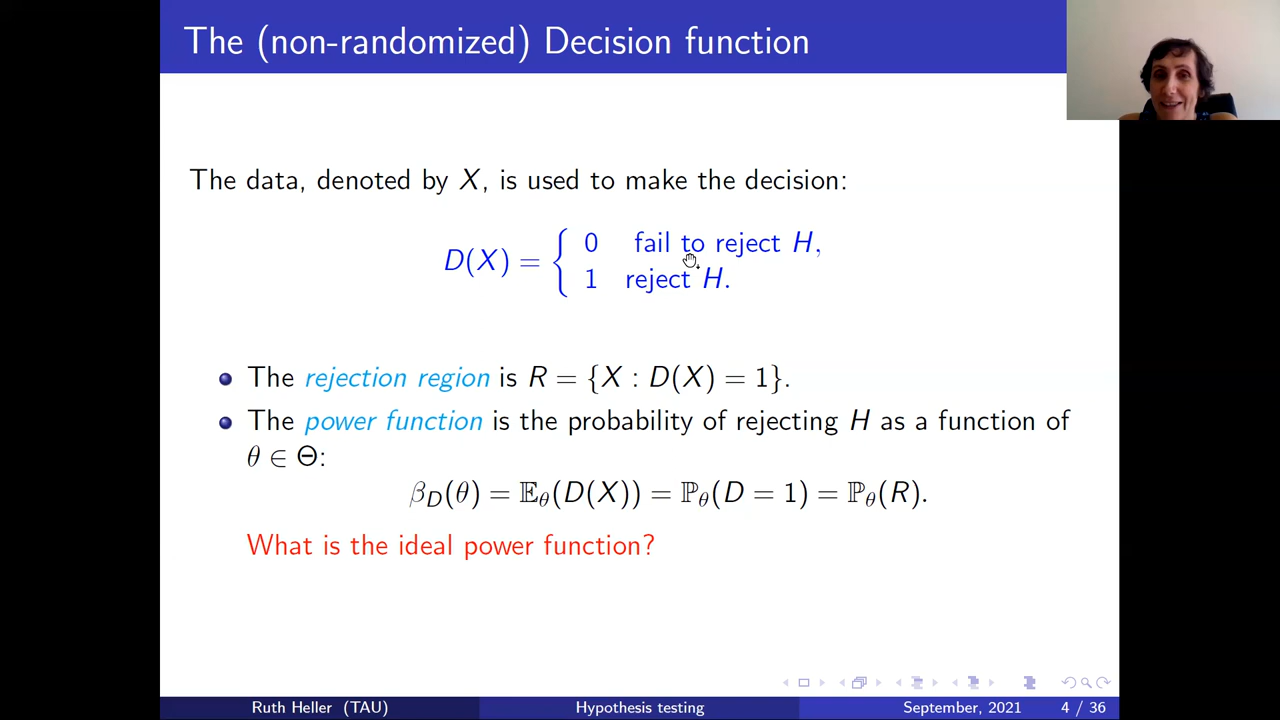 The (non-randomized) Decision function
The data, denoted by X, is used to make the decision:
D(X) = { 0 fail to reject H,
1 reject H.
The rejection region is R = {X : D(X) = 1}.
The power function is the probability of rejecting H as a function of
θ ∈ Θ:
β_D(θ) = 𝔼_θ(D(X)) = ℙ_θ(D = 1) = ℙ_θ(R).
What is the ideal power function?
Ruth Heller (TAU) Hypothesis testing September, 2021 4 / 36